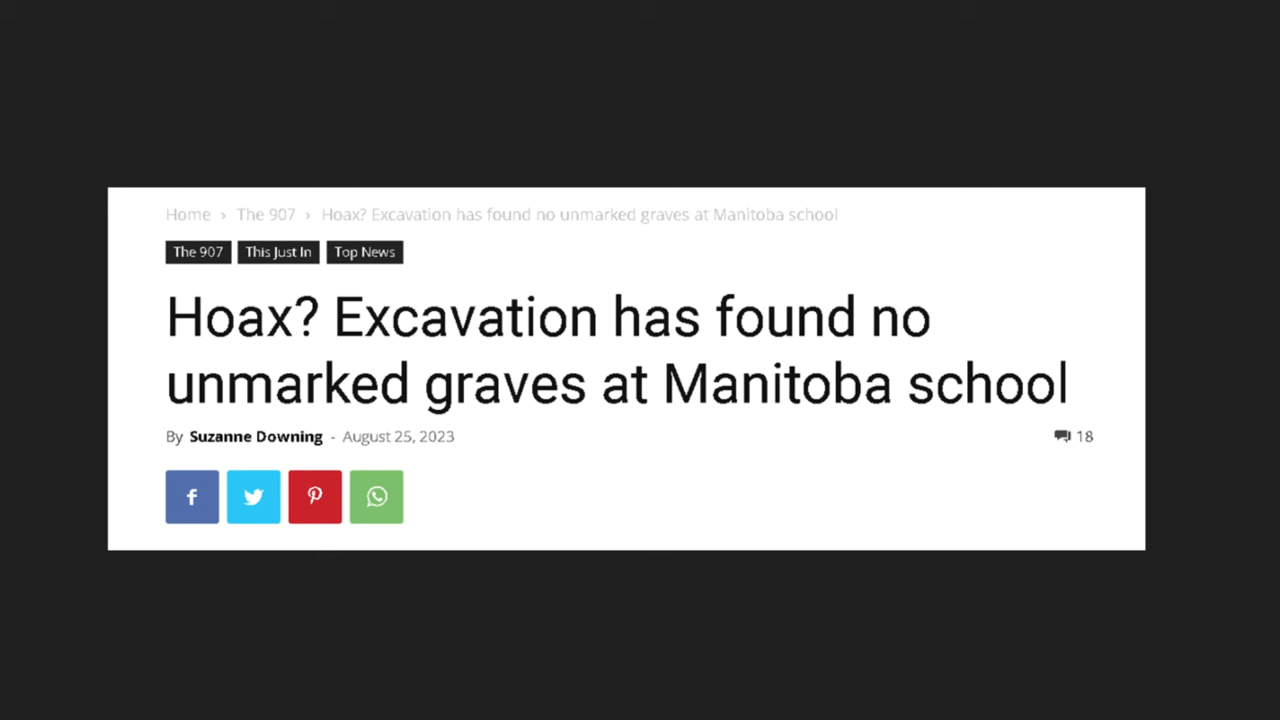 Home › The 907 › Hoax? Excavation has found no unmarked graves at Manitoba school
The 907 This Just In Top News
Hoax? Excavation has found no
unmarked graves at Manitoba school
By Suzanne Downing - August 25, 2023 18